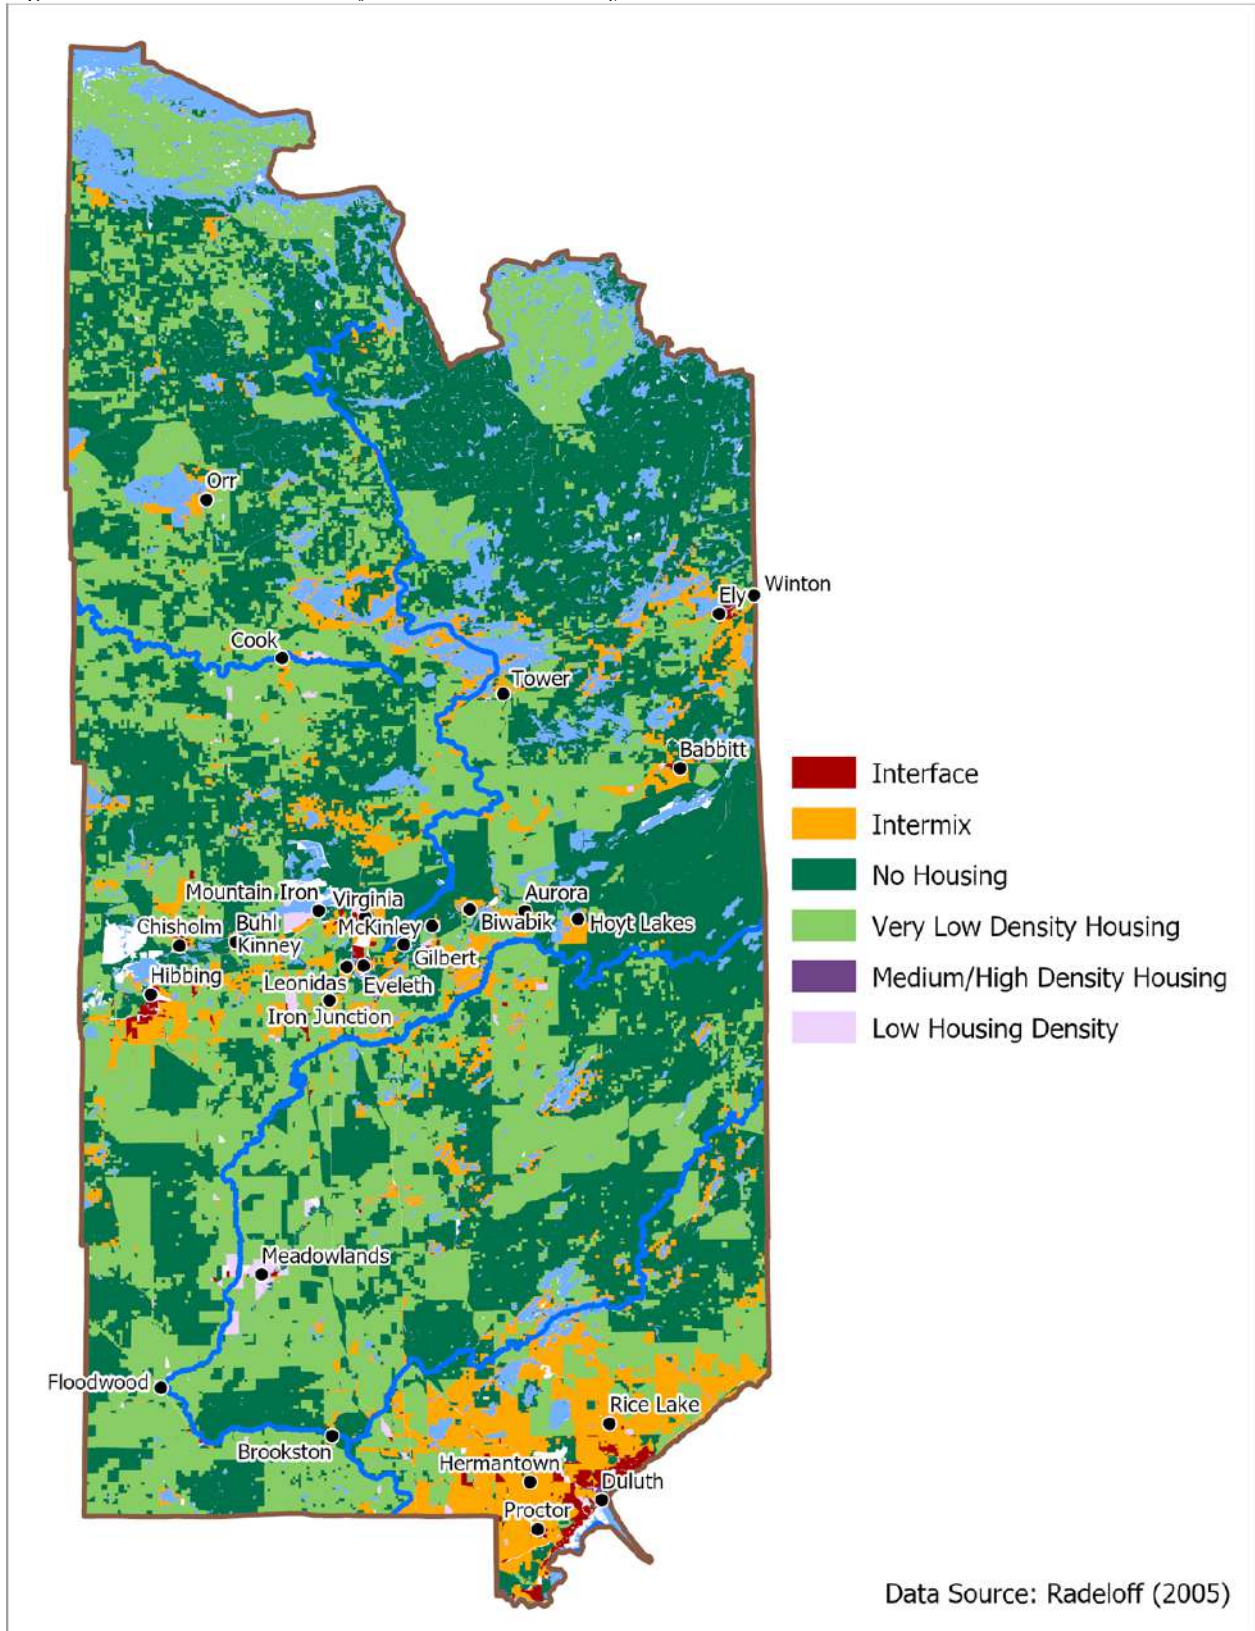 Orr
Winton
Ely
Cook
Tower
Babbitt
Interface
Intermix
No Housing
Very Low Density Housing
Medium/High Density Housing
Low Housing Density
Mountain Iron
Virginia
Aurora
Chisholm
Buhl
McKinley
Biwabik
Hoyt Lakes
Kinney
Gilbert
Hibbing
Leonidas
Eveleth
Iron Junction
Meadowlands
Floodwood
Rice Lake
Brookston
Hermantown
Duluth
Proctor
Data Source: Radeloff (2005)